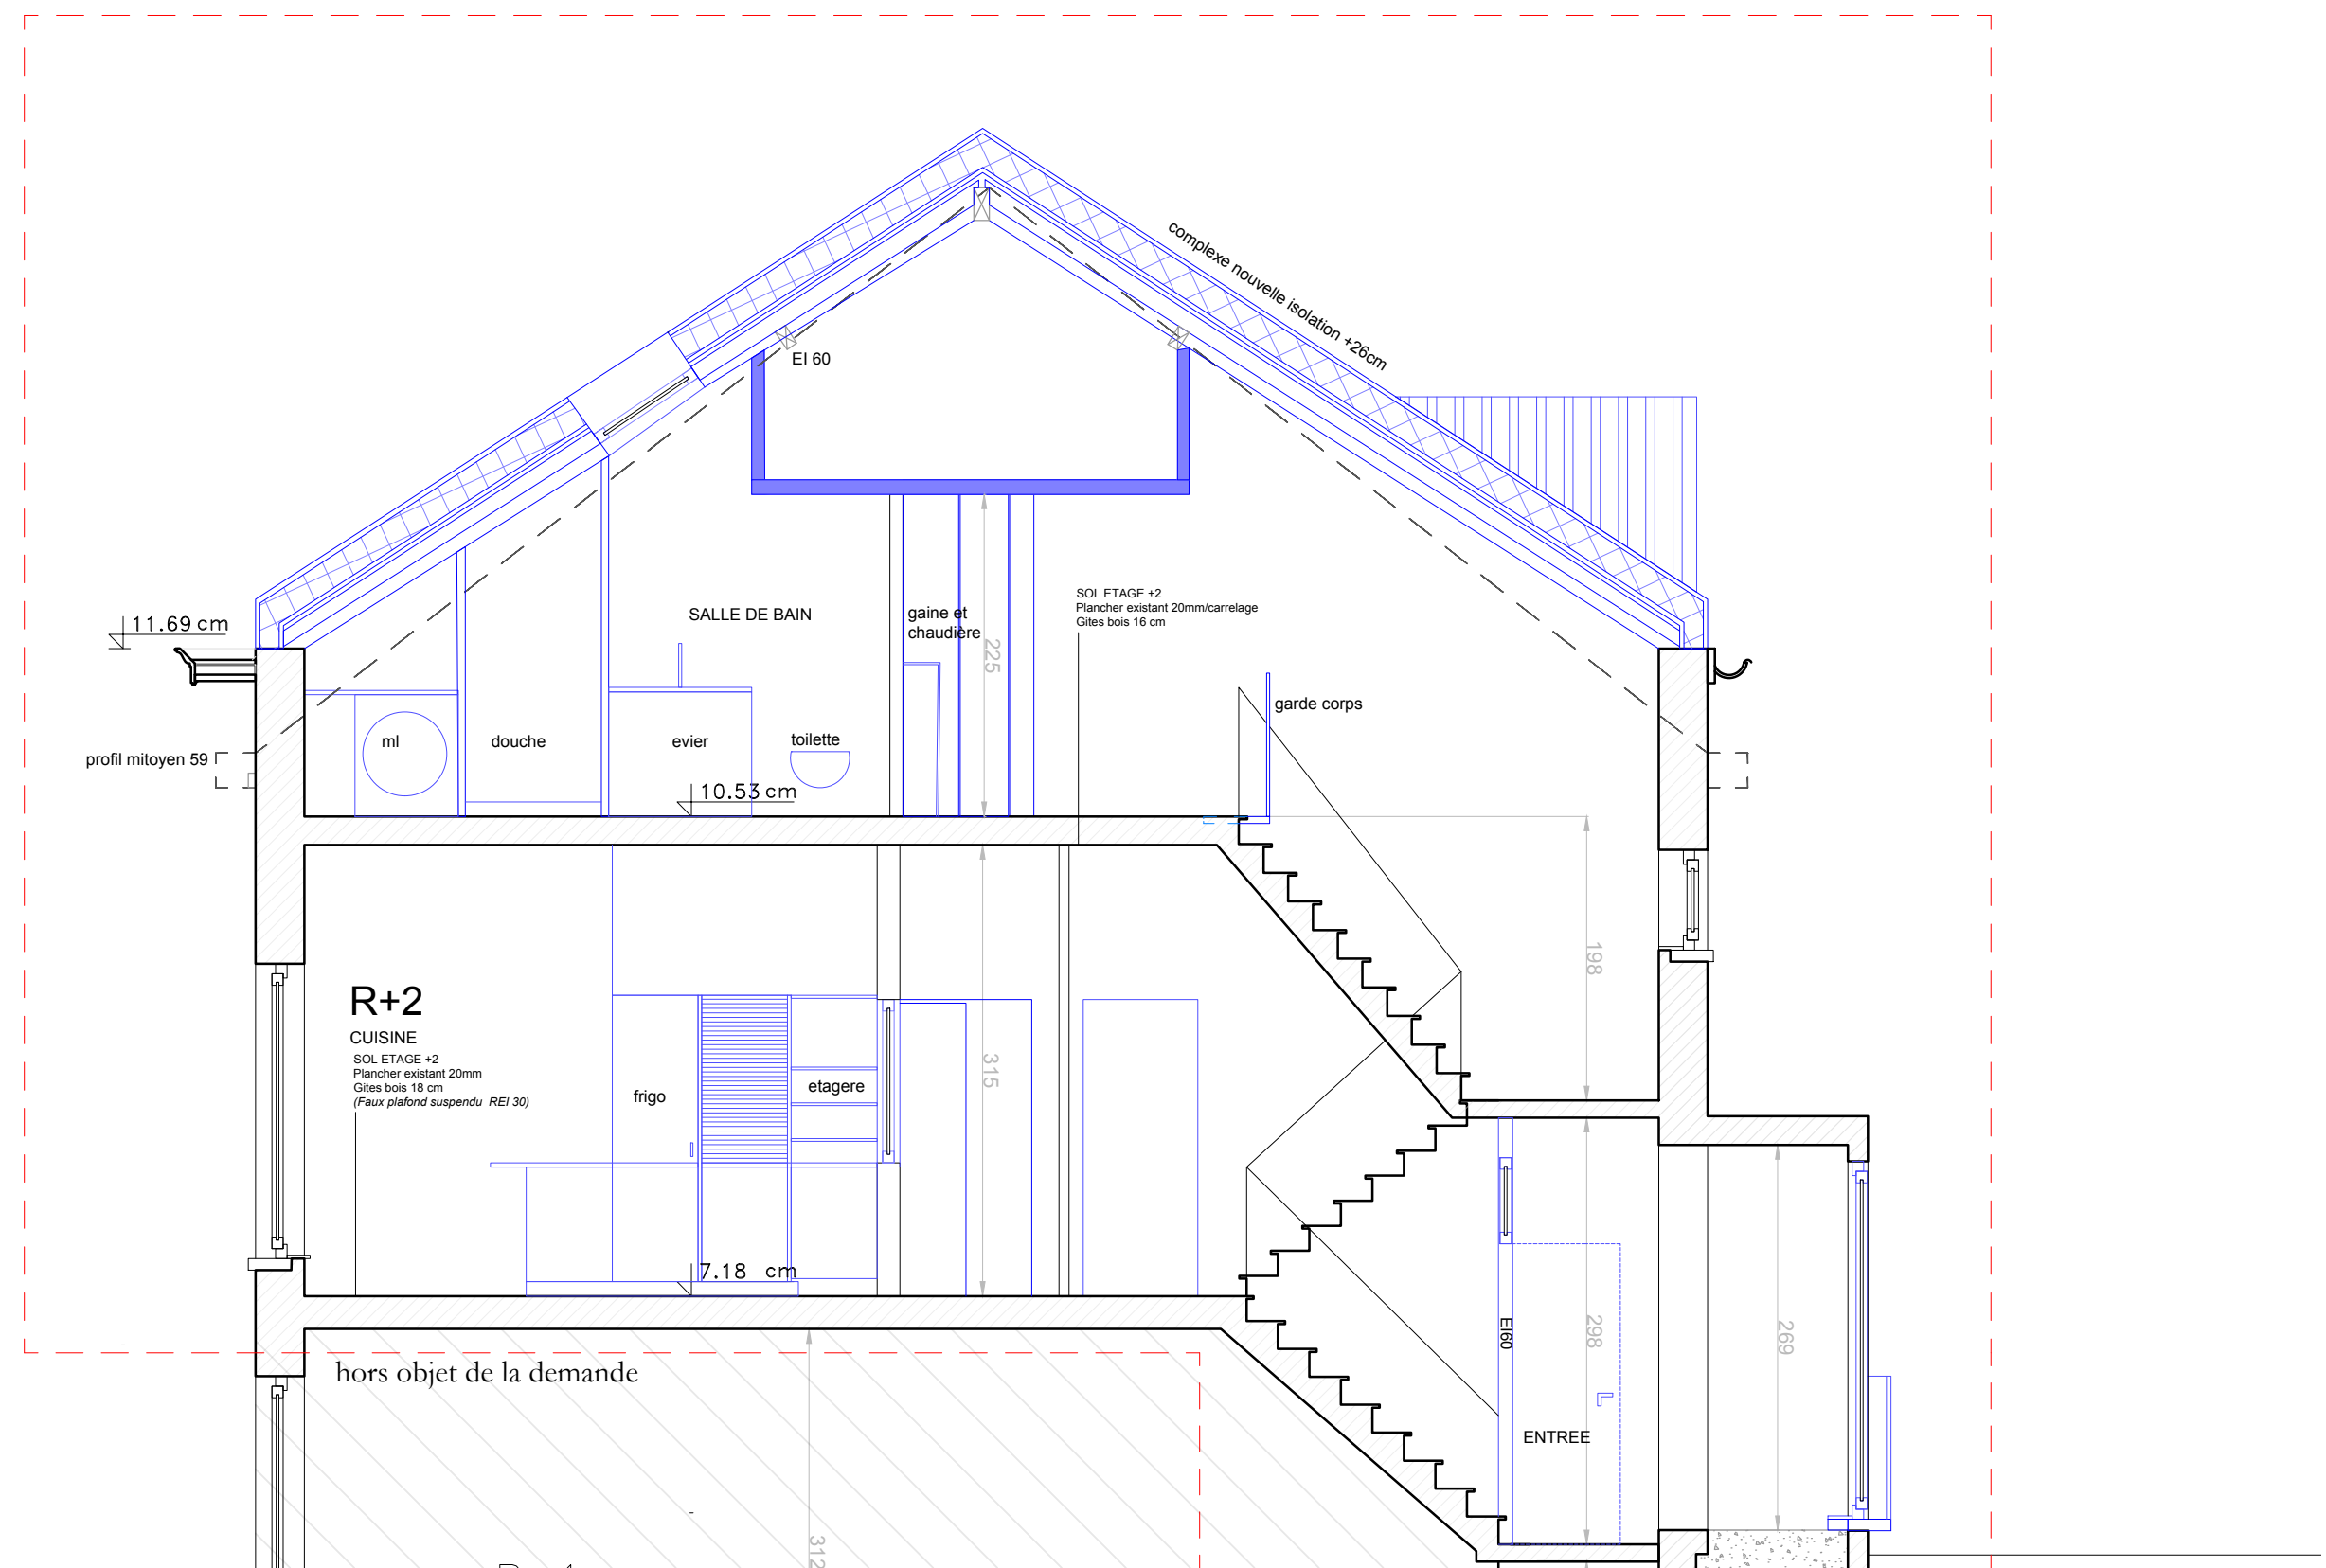 complexe nouvelle isolation +26cm
EI 60
11.69 cm
SALLE DE BAIN
gaine et
chaudière
225
SOL ETAGE +2
Plancher existant 20mm/carrelage
Gites bois 16 cm
garde corps
profil mitoyen 59
ml
douche
evier
toilette
10.53 cm
198
R+2
CUISINE
SOL ETAGE +2
Plancher existant 20mm
Gites bois 18 cm
(Faux plafond suspendu REI 30)
frigo
etagere
315
7.18 cm
EI60
298
269
hors objet de la demande
ENTREE
312